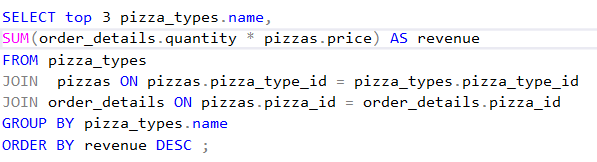 SELECT top 3 pizza_types.name,
SUM(order_details.quantity * pizzas.price) AS revenue
FROM pizza_types
JOIN  pizzas ON pizzas.pizza_type_id = pizza_types.pizza_type_id
JOIN order_details ON pizzas.pizza_id = order_details.pizza_id
GROUP BY pizza_types.name
ORDER BY revenue DESC ;